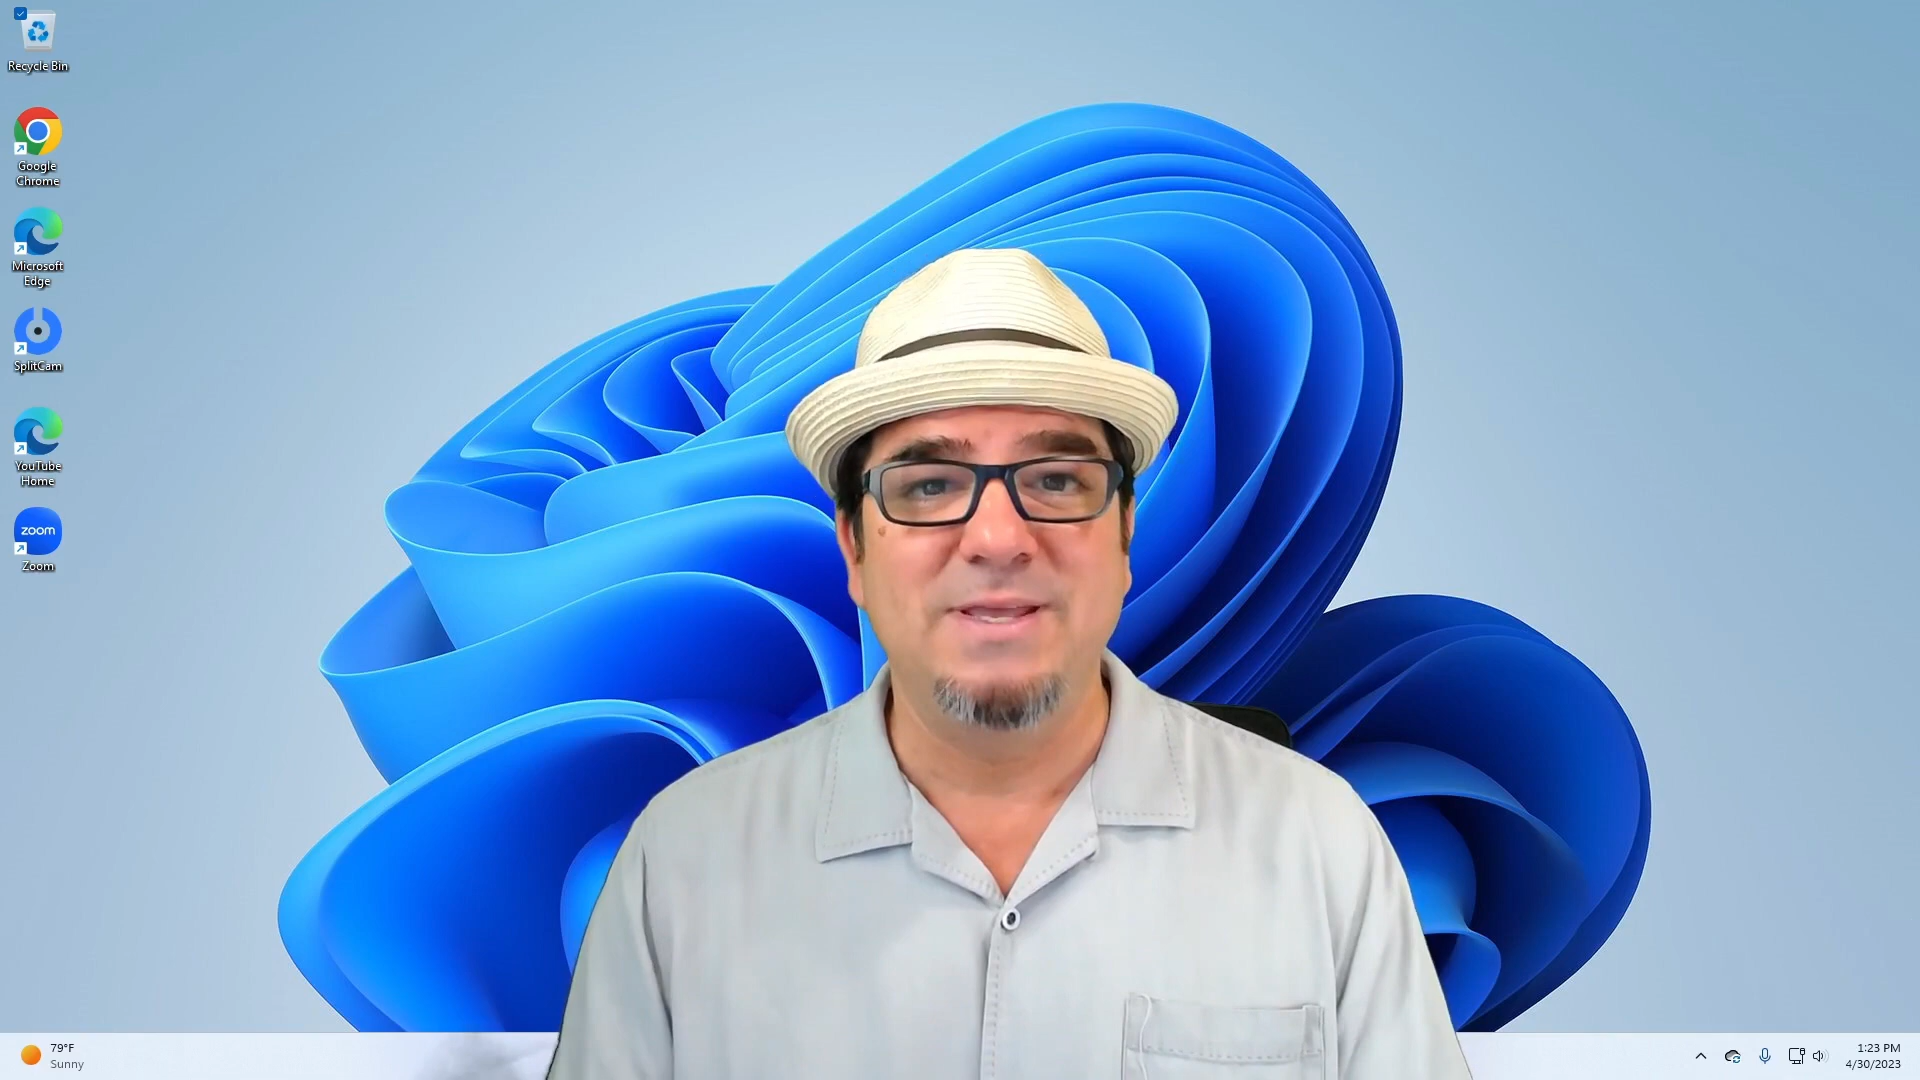 Recycle Bin
Google
Chrome
Microsoft
Edge
SplitCam
YouTube
Home
zoom
Zoom
79°F
Sunny
1:23 PM
4/30/2023